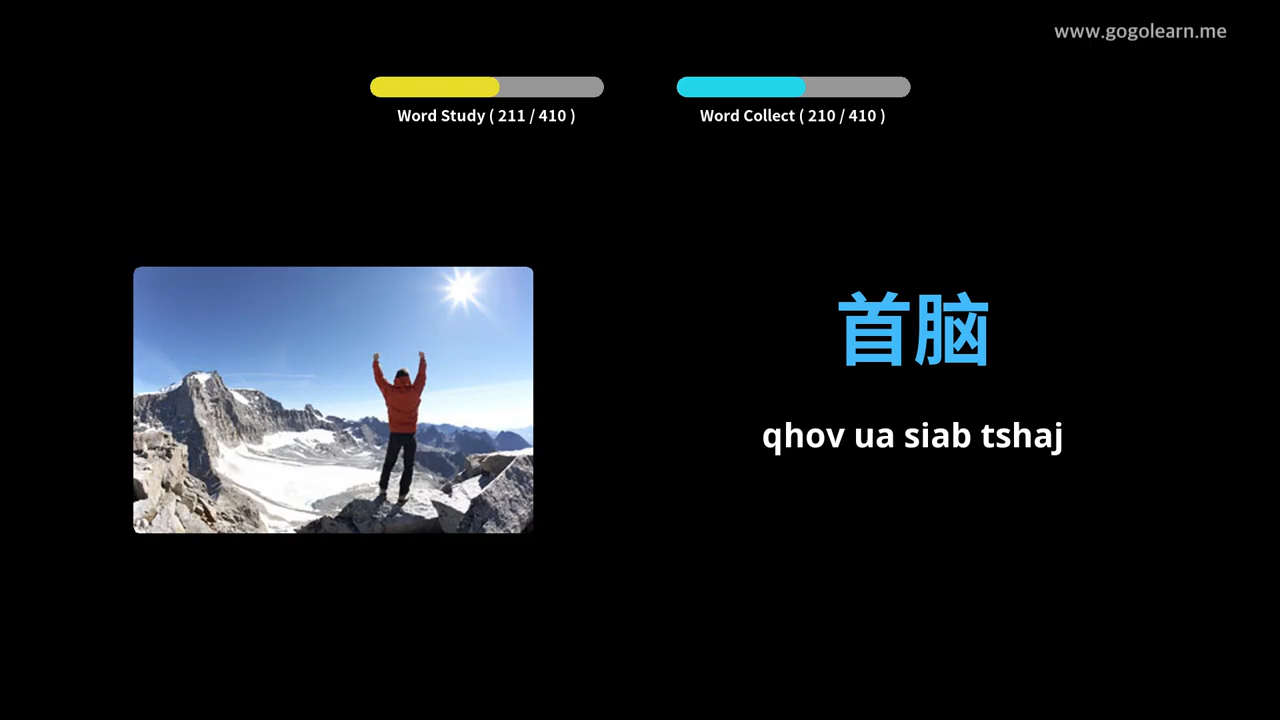 www.gogolearn.me
Word Study ( 211 / 410 )
Word Collect ( 210 / 410 )
首脑
qhov ua siab tshaj